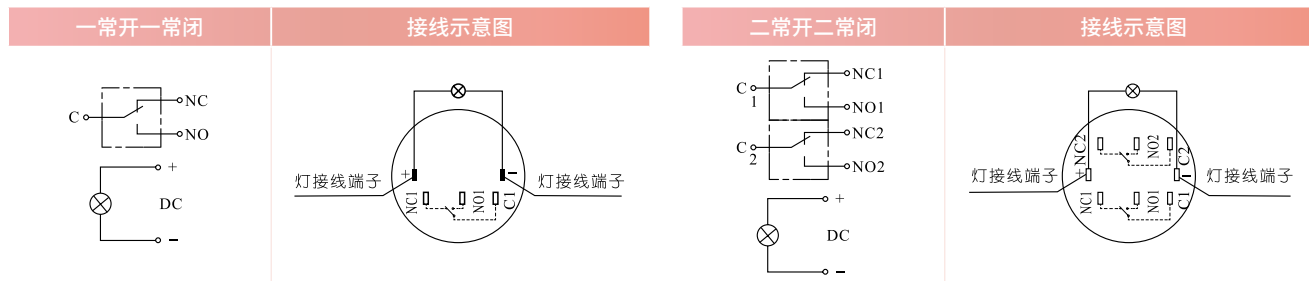 一常开一常闭
接线示意图
C
NC
NO
+
DC
−
+
−
灯接线端子
灯接线端子
NC1
NO1
C1
二常开二常闭
接线示意图
C
1
NC1
NO1
C
2
NC2
NO2
+
DC
−
NC2
NO2
C2
+
−
灯接线端子
灯接线端子
NC1
NO1
C1